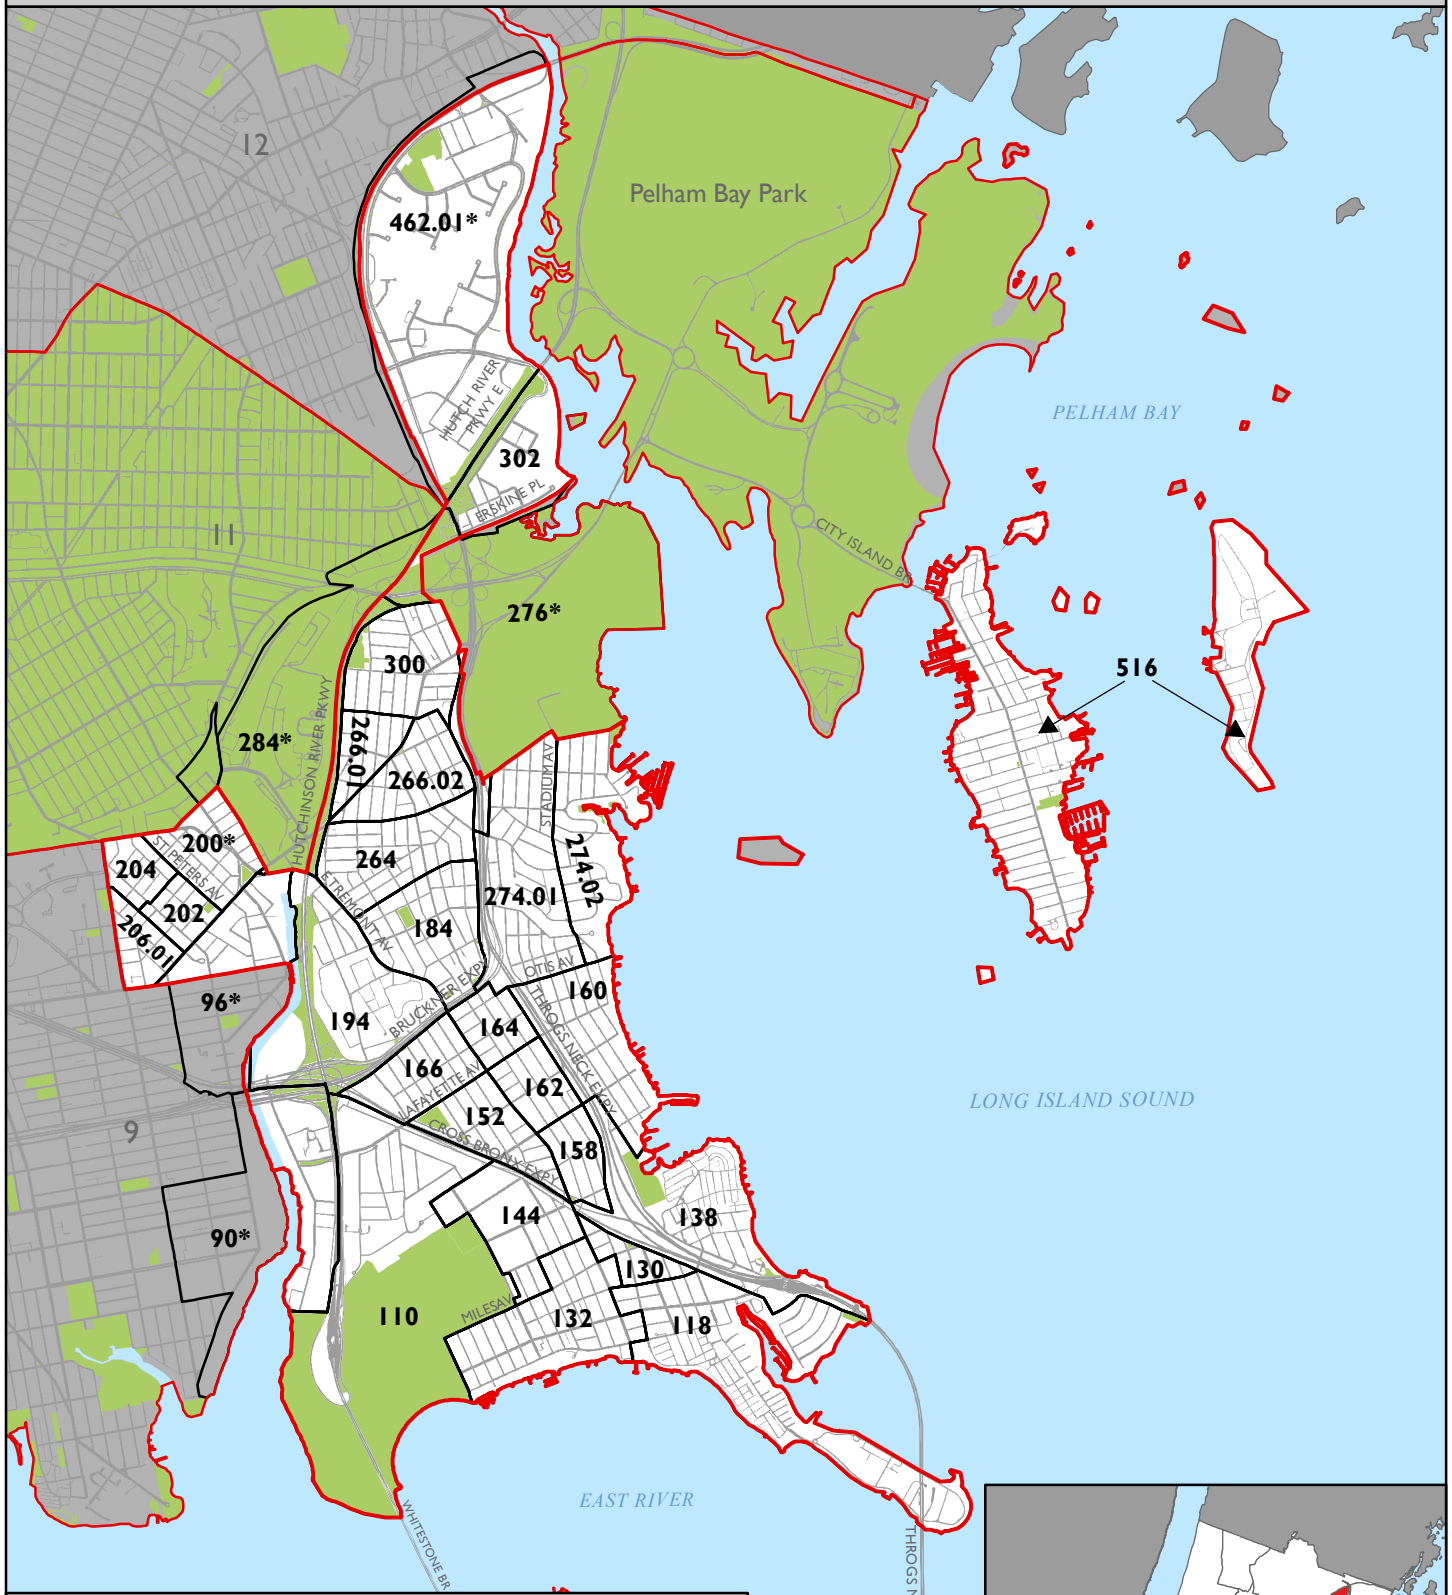 12
Pelham Bay Park
462.01*
HUTCH RIVER
PKWY E
PELHAM BAY
302
ERSKINE PL
11
CITY ISLAND BR
276*
300
516
284*
266.01
266.02
HUTCHINSON RIVER PKWY
STADIUM AV
200*
ST PETERS AV
204
264
274.02
E TREMONT AV
274.01
202
206.01
184
OTIS AV
160
96*
BRUCKNER EXPY
194
164
THROGS NECK EXPY
166
LAFAYETTE AV
162
LONG ISLAND SOUND
152
9
CROSS BRONX EXPY
158
144
138
90*
130
MILES AV
110
132
118
EAST RIVER
WHITESTONE BR
THROGS N